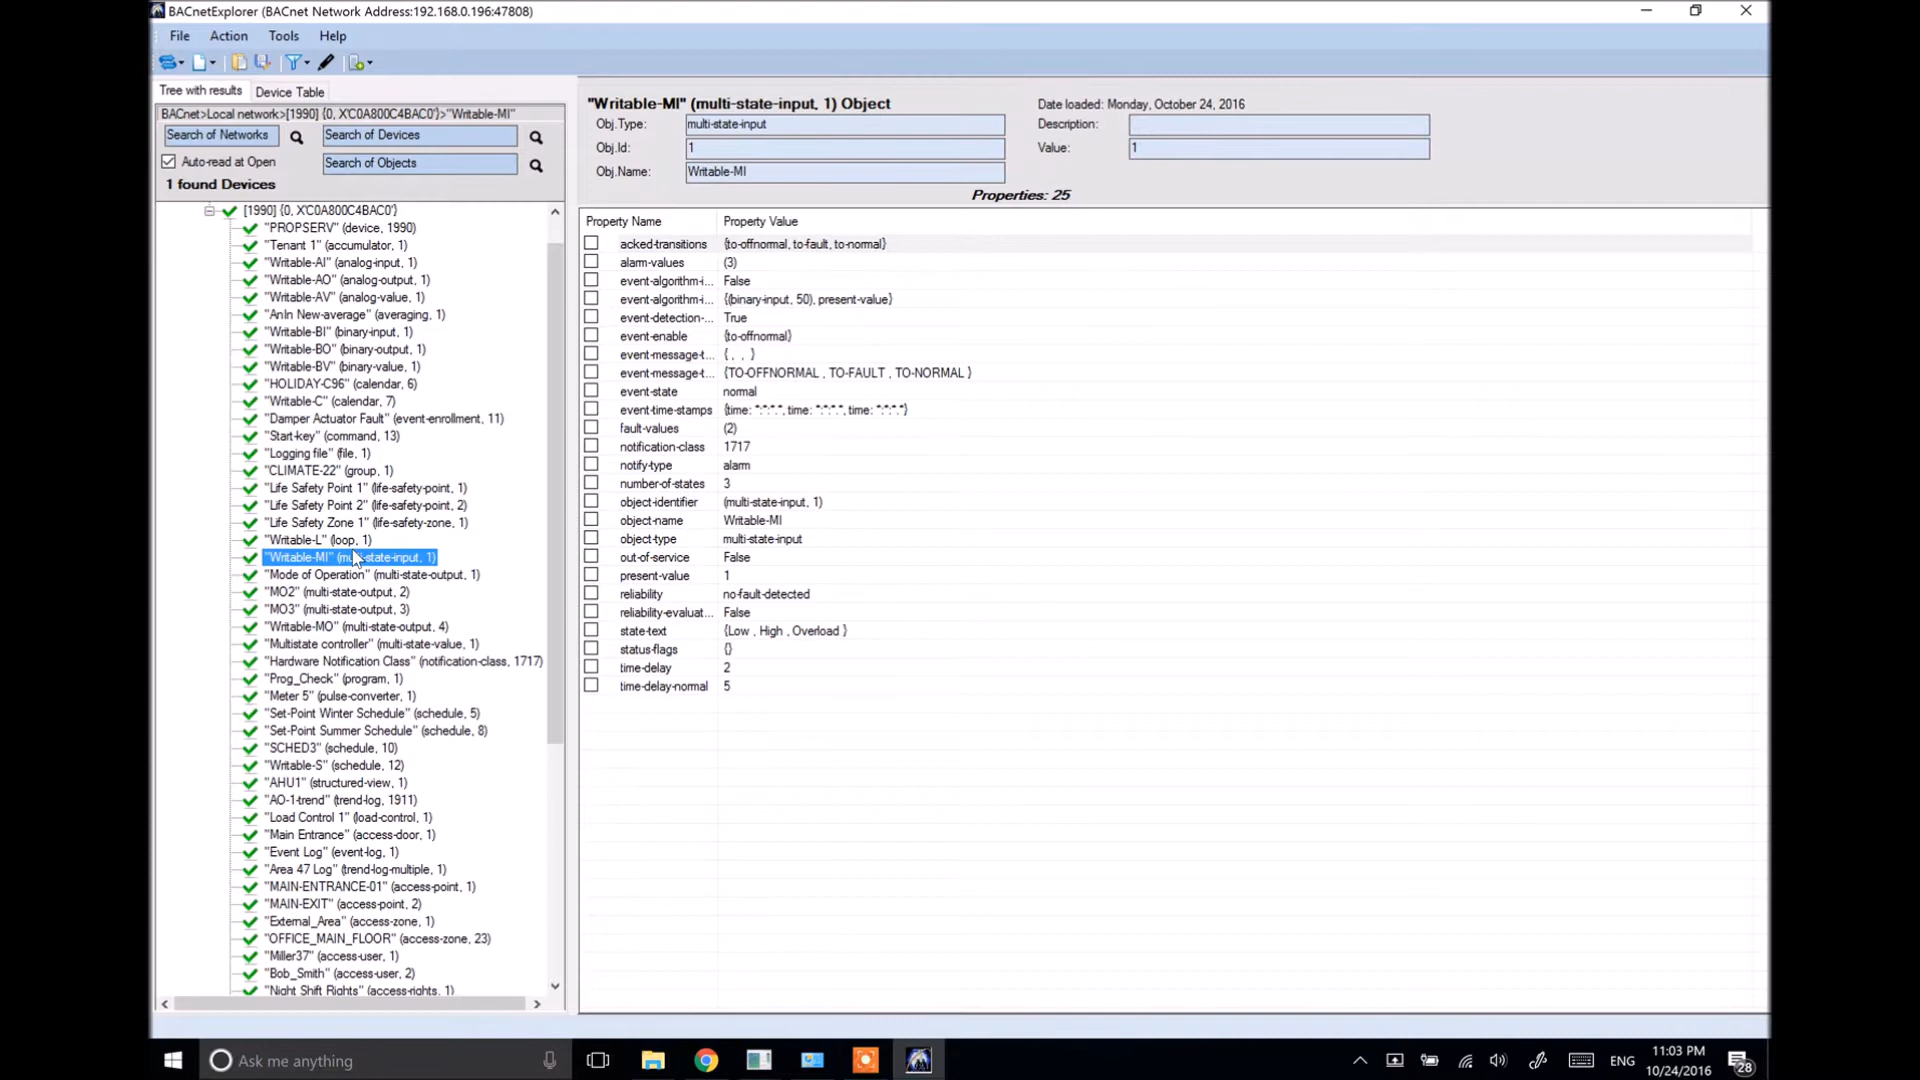 BACnetExplorer (BACnet Network Address:192.168.0.196:47808)
File Action Tools Help
Tree with results Device Table
BACnet>Local network>[1990] {0, X'C0A800C4BAC0'}>"Writable-MI"
Search of Networks Search of Devices
Auto-read at Open Search of Objects
1 found Devices
[1990] {0, X'C0A800C4BAC0'}
"PROPSERV" (device, 1990)
"Tenant 1" (accumulator, 1)
"Writable-AI" (analog-input, 1)
"Writable-AO" (analog-output, 1)
"Writable-AV" (analog-value, 1)
"AnIn New-average" (averaging, 1)
"Writable-BI" (binary-input, 1)
"Writable-BO" (binary-output, 1)
"Writable-BV" (binary-value, 1)
"HOLIDAY-C96" (calendar, 6)
"Writable-C" (calendar, 7)
"Damper Actuator Fault" (event-enrollment, 11)
"Start-key" (command, 13)
"Logging file" (file, 1)
"CLIMATE-22" (group, 1)
"Life Safety Point 1" (life-safety-point, 1)
"Life Safety Point 2" (life-safety-point, 2)
"Life Safety Zone 1" (life-safety-zone, 1)
"Writable-L" (loop, 1)
"Writable-MI" (multi-state-input, 1)
"Mode of Operation" (multi-state-output, 1)
"MO2" (multi-state-output, 2)
"MO3" (multi-state-output, 3)
"Writable-MO" (multi-state-output, 4)
"Multistate controller" (multi-state-value, 1)
"Hardware Notification Class" (notification-class, 1717)
"Prog_Check" (program, 1)
"Meter 5" (pulse-converter, 1)
"Set-Point Winter Schedule" (schedule, 5)
"Set-Point Summer Schedule" (schedule, 8)
"SCHED3" (schedule, 10)
"Writable-S" (schedule, 12)
"AHU1" (structured-view, 1)
"AO-1-trend" (trend-log, 1911)
"Load Control 1" (load-control, 1)
"Main Entrance" (access-door, 1)
"Event Log" (event-log, 1)
"Area 47 Log" (trend-log-multiple, 1)
"MAIN-ENTRANCE-01" (access-point, 1)
"MAIN-EXIT" (access-point, 2)
"External_Area" (access-zone, 1)
"OFFICE_MAIN_FLOOR" (access-zone, 23)
"Miller37" (access-user, 1)
"Bob_Smith" (access-user, 2)
"Night Shift Rights" (access-rights, 1)
"Writable-MI" (multi-state-input, 1) Object Date loaded: Monday, October 24, 2016
Obj.Type: multi-state-input Description:
Obj.Id: 1 Value: 1
Obj.Name: Writable-MI
Properties: 25
Property Name Property Value
acked-transitions {to-offnormal, to-fault, to-normal}
alarm-values (3)
event-algorithm-i... False
event-algorithm-i... {(binary-input, 50), present-value}
event-detection-... True
event-enable {to-offnormal}
event-message-t... { , , }
event-message-t... {TO-OFFNORMAL , TO-FAULT , TO-NORMAL }
event-state normal
event-time-stamps {time: *:*:*.*, time: *:*:*.*, time: *:*:*.*}
fault-values (2)
notification-class 1717
notify-type alarm
number-of-states 3
object-identifier (multi-state-input, 1)
object-name Writable-MI
object-type multi-state-input
out-of-service False
present-value 1
reliability no-fault-detected
reliability-evaluat... False
state-text {Low , High , Overload }
status-flags {}
time-delay 2
time-delay-normal 5
Ask me anything
ENG
11:03 PM
10/24/2016
28